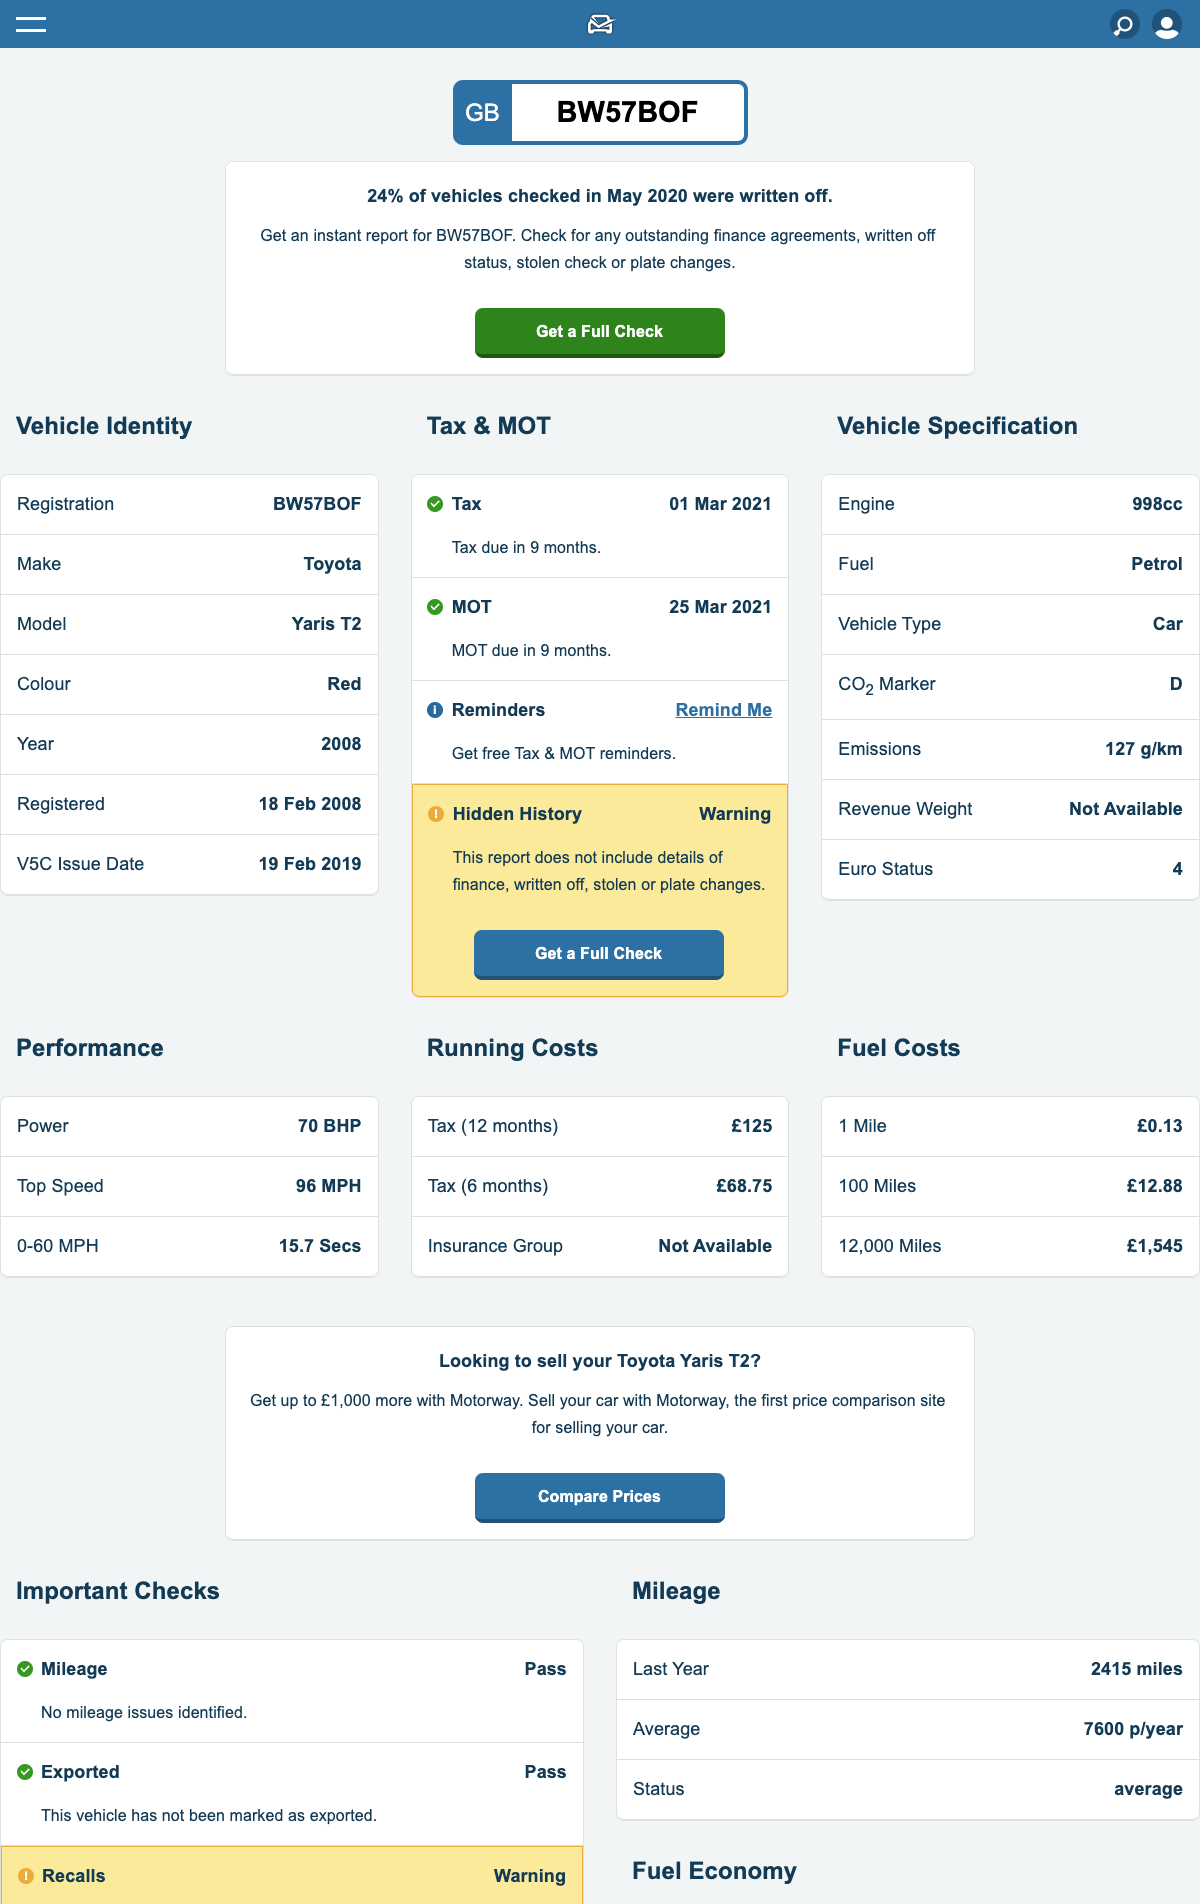 GB BW57BOF
24% of vehicles checked in May 2020 were written off.
Get an instant report for BW57BOF. Check for any outstanding finance agreements, written off
status, stolen check or plate changes.
Get a Full Check
Vehicle Identity
Registration BW57BOF
Make Toyota
Model Yaris T2
Colour Red
Year 2008
Registered 18 Feb 2008
V5C Issue Date 19 Feb 2019
Tax & MOT
Tax 01 Mar 2021
Tax due in 9 months.
MOT 25 Mar 2021
MOT due in 9 months.
Reminders Remind Me
Get free Tax & MOT reminders.
Hidden History Warning
This report does not include details of
finance, written off, stolen or plate changes.
Get a Full Check
Vehicle Specification
Engine 998cc
Fuel Petrol
Vehicle Type Car
CO2 Marker D
Emissions 127 g/km
Revenue Weight Not Available
Euro Status 4
Performance
Power 70 BHP
Top Speed 96 MPH
0-60 MPH 15.7 Secs
Running Costs
Tax (12 months) £125
Tax (6 months) £68.75
Insurance Group Not Available
Fuel Costs
1 Mile £0.13
100 Miles £12.88
12,000 Miles £1,545
Looking to sell your Toyota Yaris T2?
Get up to £1,000 more with Motorway. Sell your car with Motorway, the first price comparison site
for selling your car.
Compare Prices
Important Checks
Mileage Pass
No mileage issues identified.
Exported Pass
This vehicle has not been marked as exported.
Recalls Warning
Mileage
Last Year 2415 miles
Average 7600 p/year
Status average
Fuel Economy